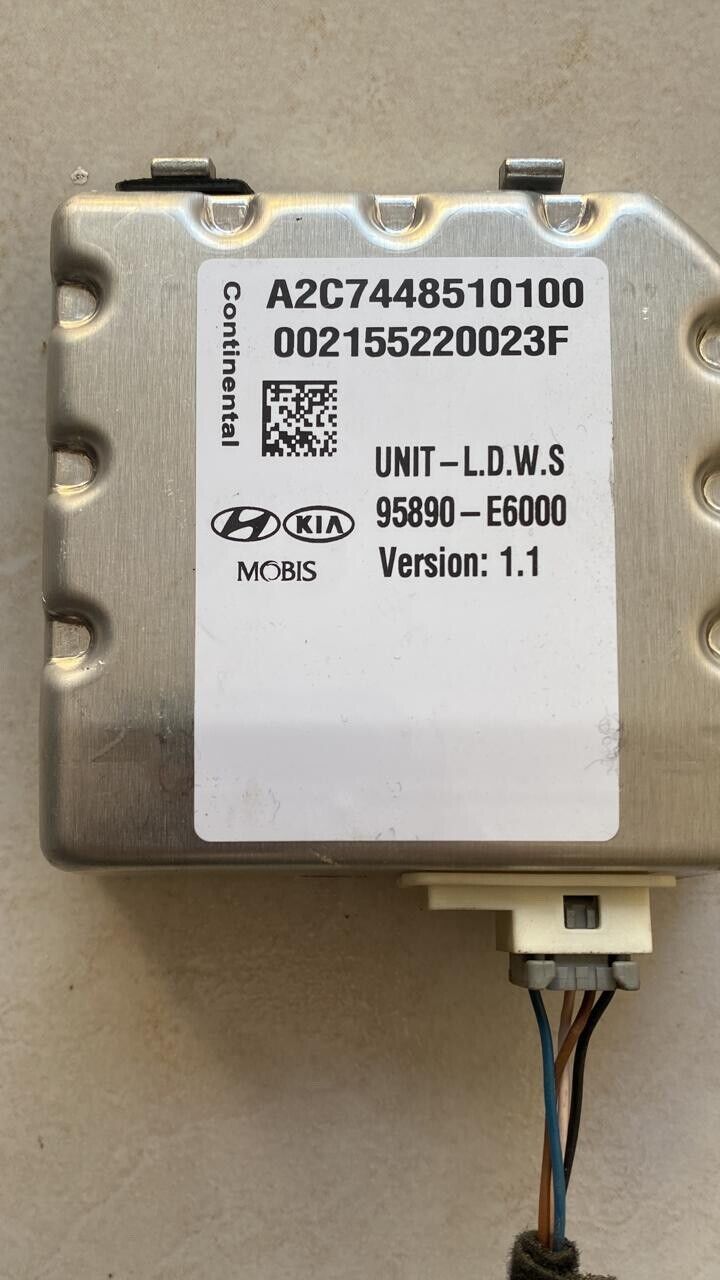 Continental
A2C7448510100
002155220023F
UNIT-L.D.W.S
95890-E6000
Version: 1.1
KIA
MOBIS